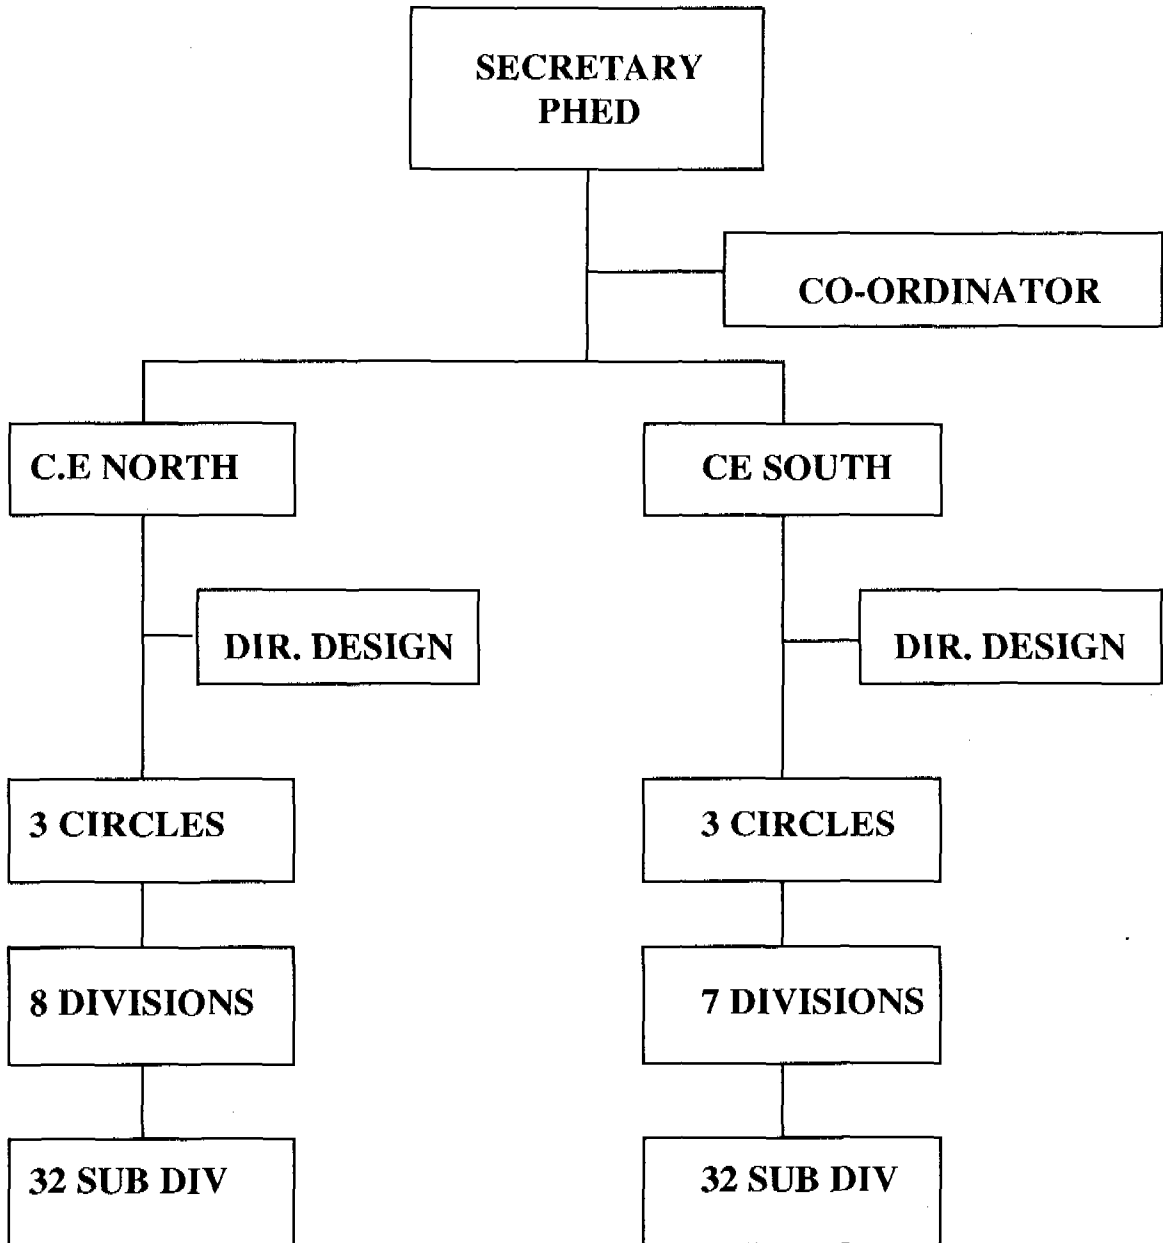 SECRETARY
PHED
CO-ORDINATOR
C.E NORTH
CE SOUTH
DIR. DESIGN
DIR. DESIGN
3 CIRCLES
3 CIRCLES
8 DIVISIONS
7 DIVISIONS
32 SUB DIV
32 SUB DIV